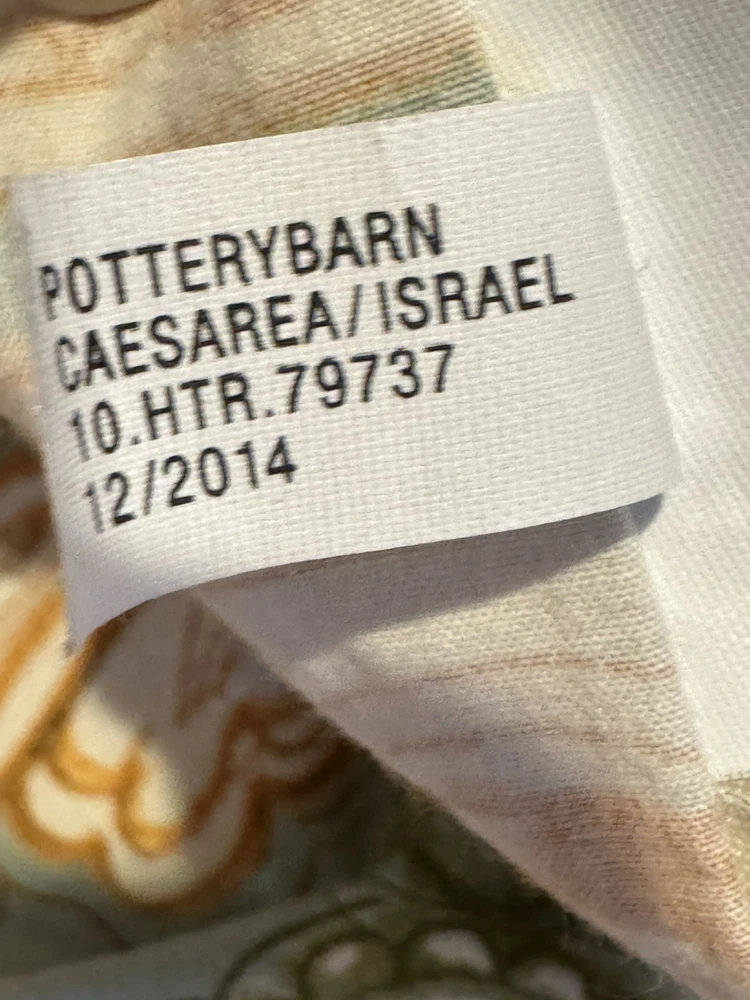 POTTERYBARN
CAESAREA/ISRAEL
10.HTR.79737
12/2014